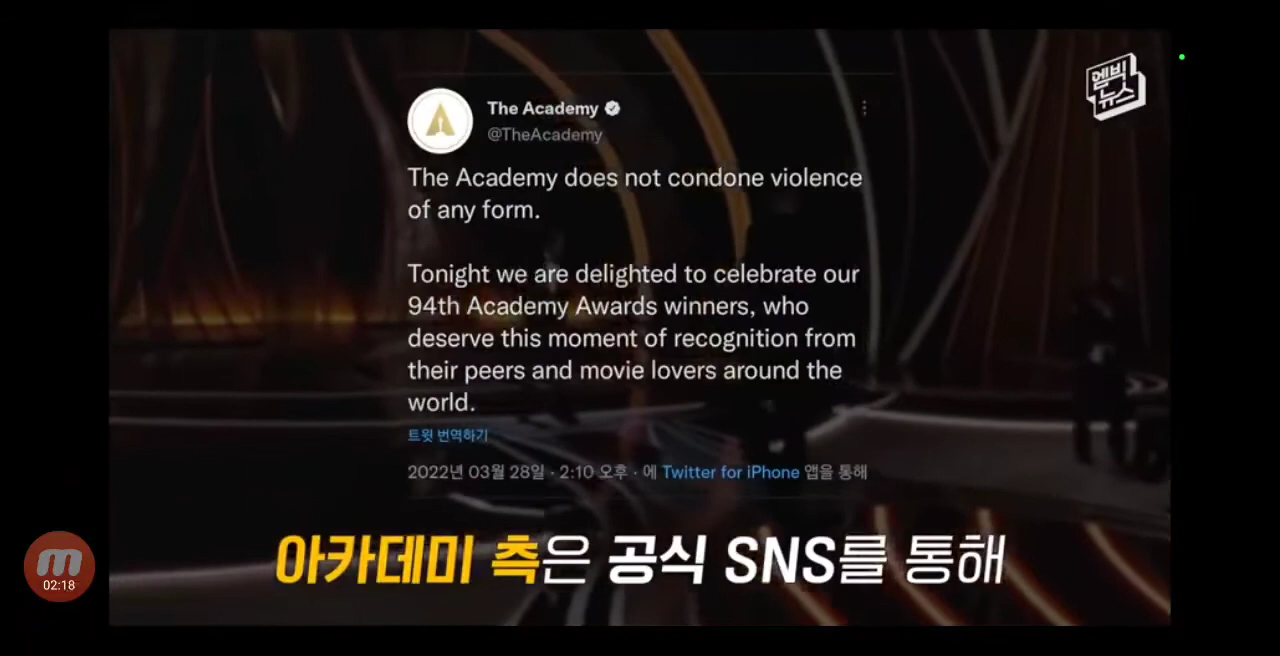 엠빅
뉴스
The Academy
@TheAcademy
The Academy does not condone violence
of any form.
Tonight we are delighted to celebrate our
94th Academy Awards winners, who
deserve this moment of recognition from
their peers and movie lovers around the
world.
트윗 번역하기
2022년 03월 28일 · 2:10 오후 · 에 Twitter for iPhone 앱을 통해
아카데미 측은 공식 SNS를 통해
02:18